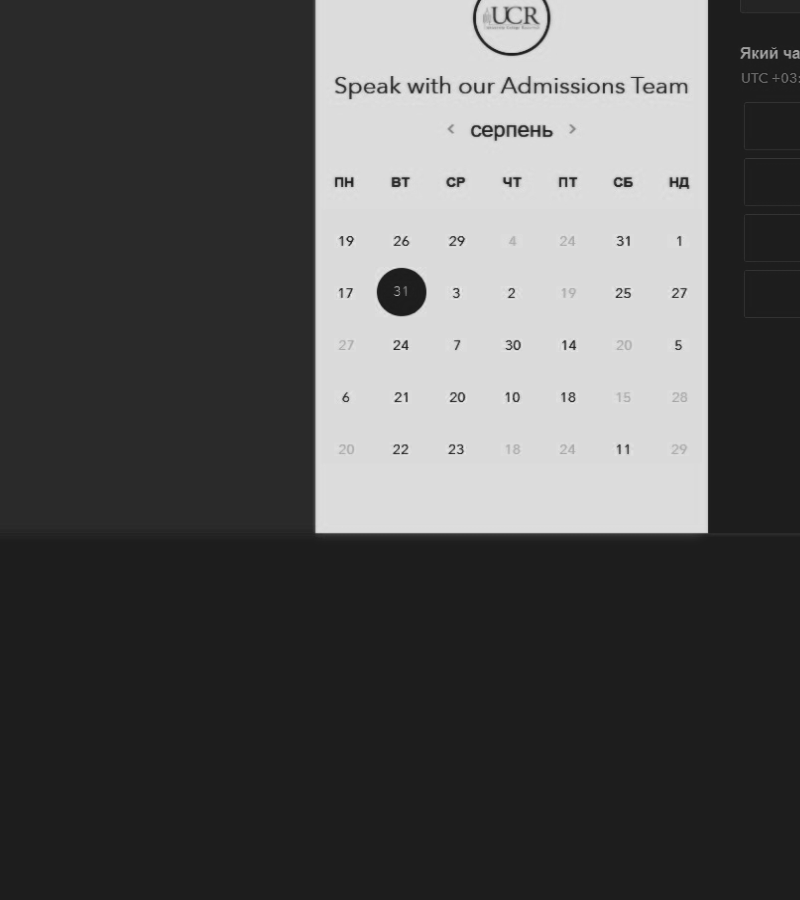 UCR
Speak with our Admissions Team
< серпень >
ПН ВТ СР ЧТ ПТ СБ НД
19 26 29 4 24 31 1
17 31 3 2 19 25 27
27 24 7 30 14 20 5
6 21 20 10 18 15 28
20 22 23 18 24 11 29
Який ча
UTC +03: